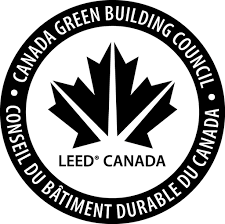 • CANADA GREEN BUILDING COUNCIL •
LEED® CANADA
CONSEIL DU BÂTIMENT DURABLE DU CANADA